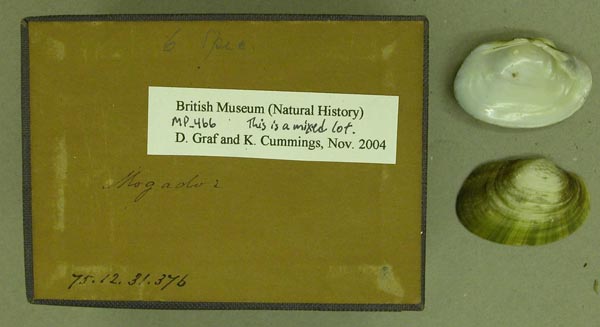 6 Spec.
British Museum (Natural History)
MP_466 This is a mixed lot.
D. Graf and K. Cummings, Nov. 2004
Mogador
75.12.31.376